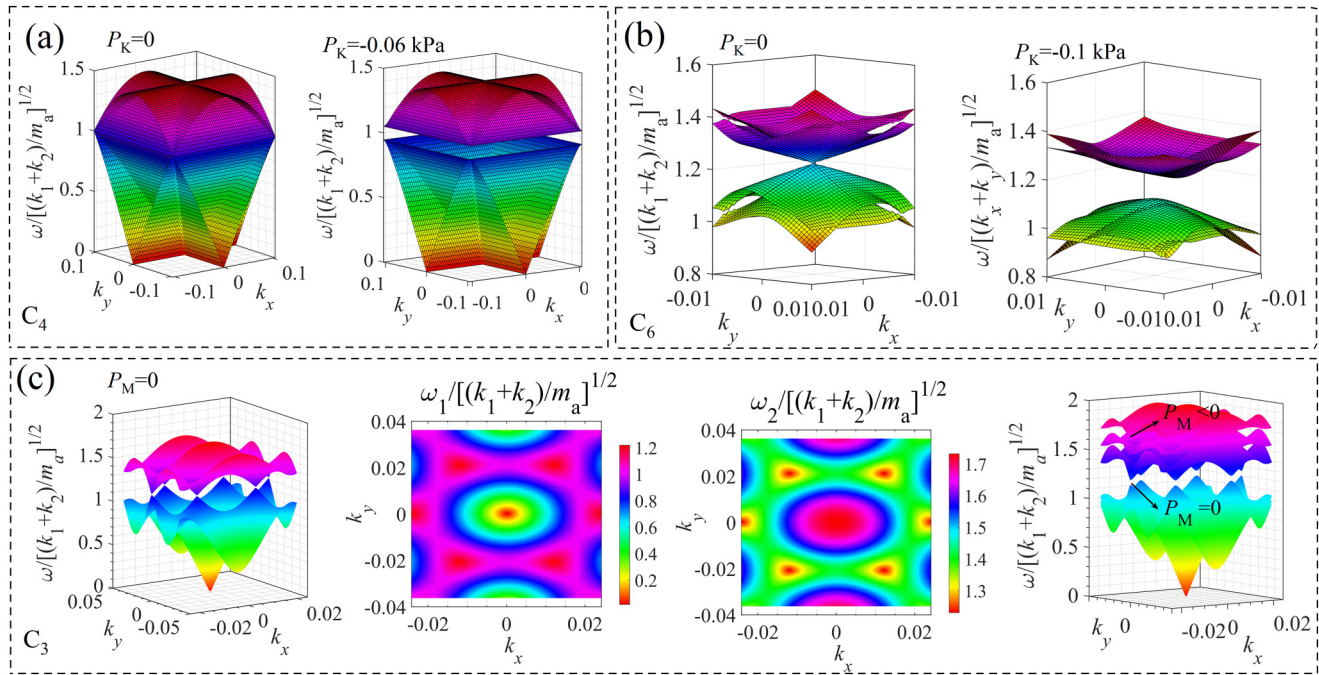 (a)
P_K=0
ω/[(k_1+k_2)/m_a]^{1/2}
1.5
1
0.5
0
0.1
0
-0.1
k_y
-0.1
0
0.1
k_x
C_4
P_K=-0.06 kPa
ω/[(k_1+k_2)/m_a]^{1/2}
1.5
1
0.5
0
0.1
0
-0.1
k_y
-0.1
0
0
k_x
(b)
P_K=0
ω/[(k_1+k_2)/m_a]^{1/2}
1.6
1.4
1.2
1
0.8
-0.01
0
0.01
k_y
0.01
0
-0.01
k_x
C_6
P_K=-0.1 kPa
ω/[(k_x+k_y)/m_a]^{1/2}
1.6
1.4
1.2
1
0.8
0.01
0
-0.01
k_y
0.01
0
-0.01
k_x
(c)
P_M=0
ω/[(k_1+k_2)/m_a]^{1/2}
2
1.5
1
0.5
0
0.05
0
-0.05
k_y
-0.02
0
0.02
k_x
C_3
ω_1/[(k_1+k_2)/m_a]^{1/2}
0.04
0.02
0
-0.02
-0.04
k_y
-0.02
0
0.02
k_x
1.2
1
0.8
0.6
0.4
0.2
ω_2/[(k_1+k_2)/m_a]^{1/2}
0.04
0.02
0
-0.02
-0.04
k_y
-0.02
0
0.02
k_x
1.7
1.6
1.5
1.4
1.3
ω/[(k_1+k_2)/m_a]^{1/2}
2
1.5
1
0.5
0
P_M<0
P_M=0
0
k_y
-0.02
0
0.02
k_x